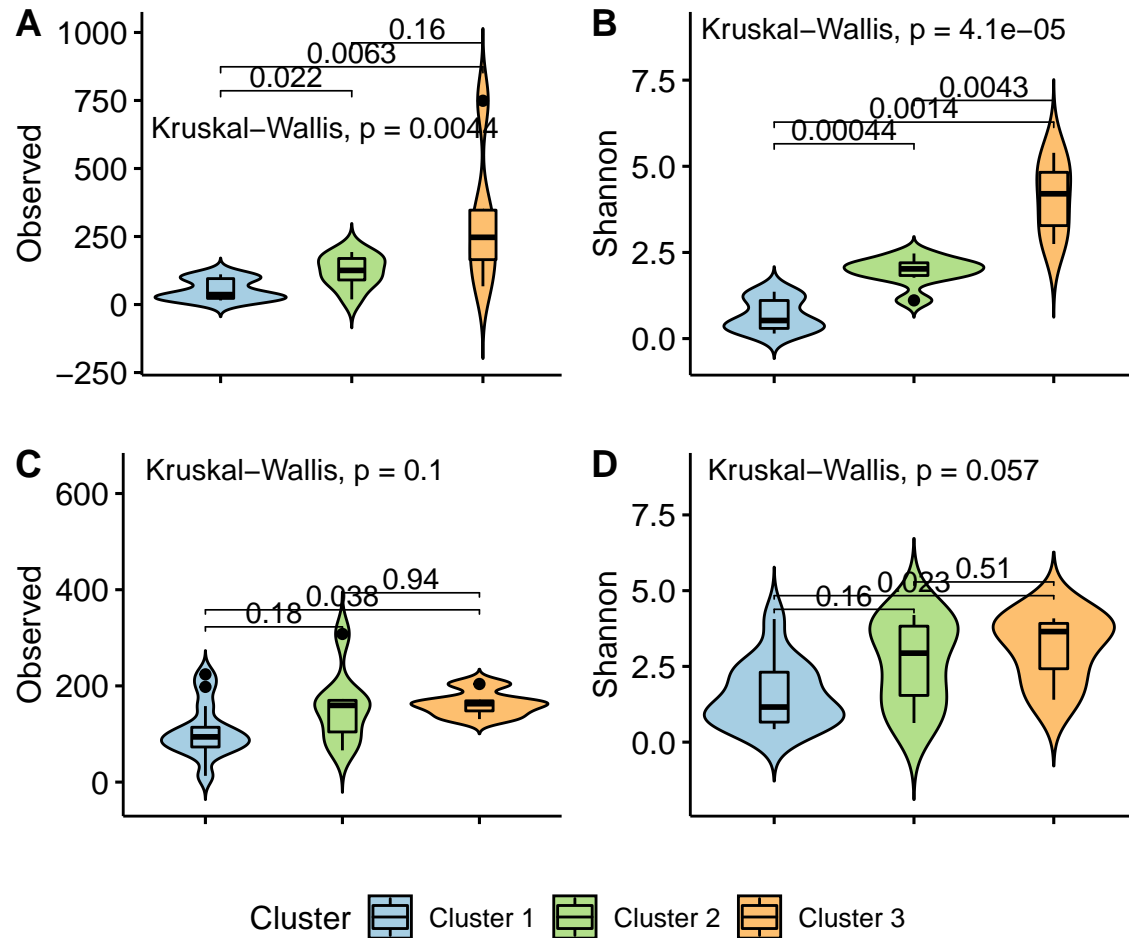 A
Observed
1000
750
500
250
0
−250
0.16
0.0063
0.022
Kruskal−Wallis, p = 0.0044
B
Shannon
7.5
5.0
2.5
0.0
Kruskal−Wallis, p = 4.1e−05
0.0043
0.0014
0.00044
C
Observed
600
400
200
0
Kruskal−Wallis, p = 0.1
0.94
0.038
0.18
D
Shannon
7.5
5.0
2.5
0.0
Kruskal−Wallis, p = 0.057
0.51
0.023
0.16
Cluster Cluster 1 Cluster 2 Cluster 3